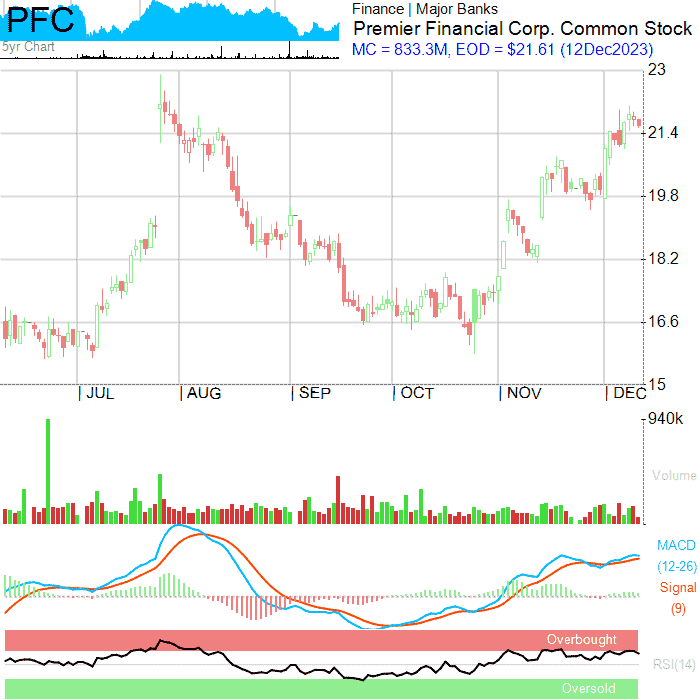 PFC
5yr Chart
Finance | Major Banks
Premier Financial Corp. Common Stock
MC = 833.3M, EOD = $21.61 (12Dec2023)
23
21.4
19.8
18.2
16.6
15
| JUL | AUG | SEP | OCT | NOV | DEC
940k
Volume
MACD
(12-26)
Signal
(9)
Overbought
RSI(14)
Oversold